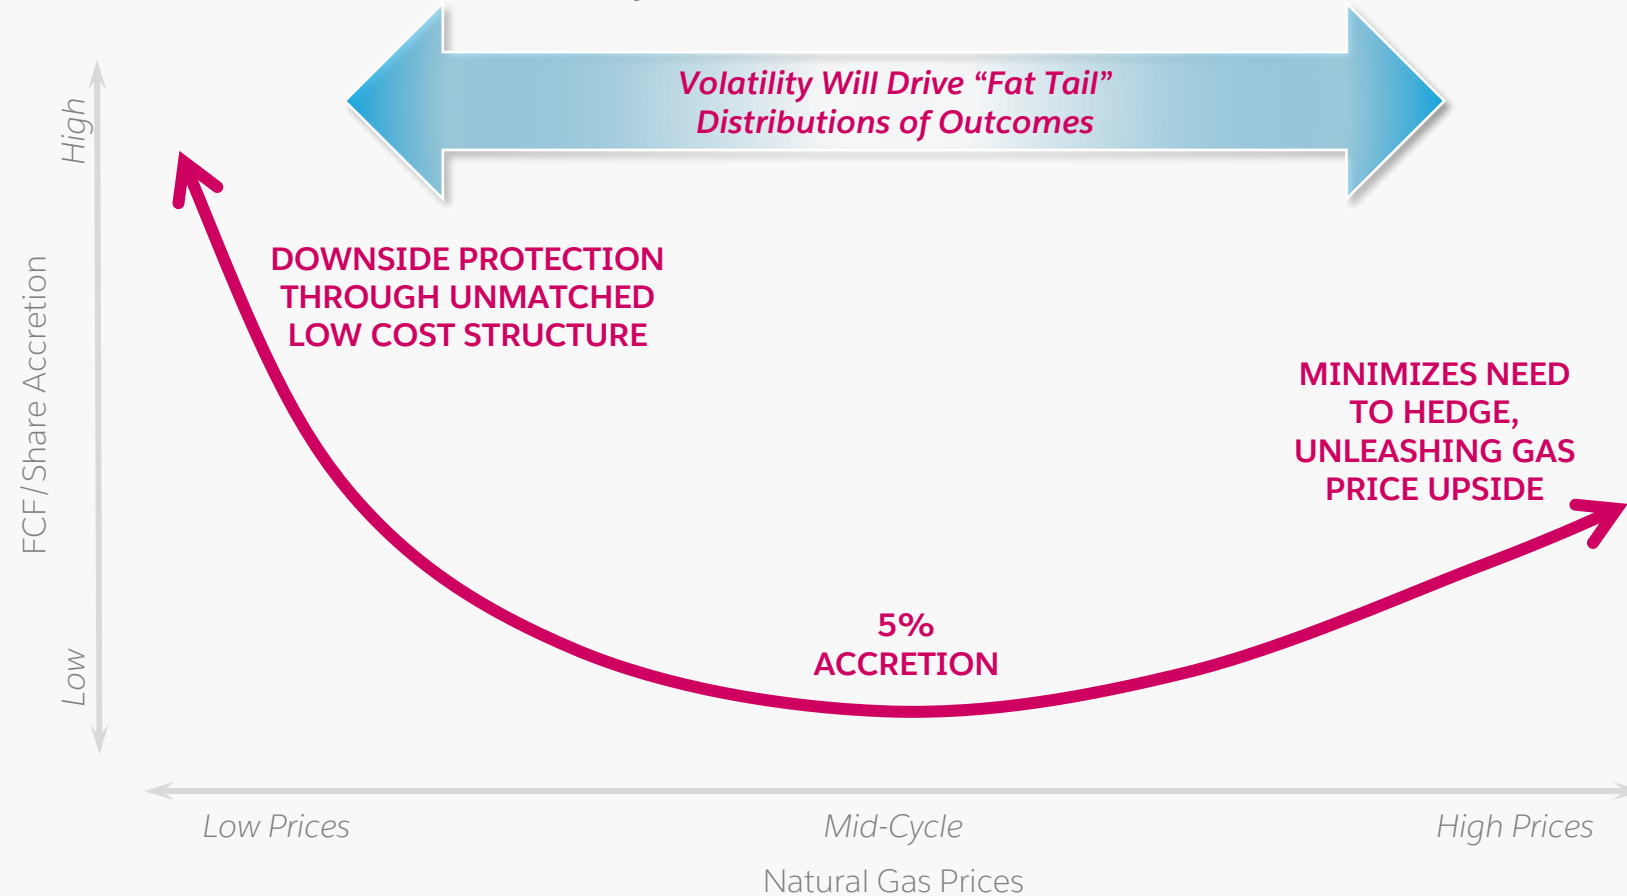 Volatility Will Drive “Fat Tail”
Distributions of Outcomes
High
FCF/Share Accretion
Low
DOWNSIDE PROTECTION
THROUGH UNMATCHED
LOW COST STRUCTURE
MINIMIZES NEED
TO HEDGE,
UNLEASHING GAS
PRICE UPSIDE
5%
ACCRETION
Low Prices
Mid-Cycle
High Prices
Natural Gas Prices